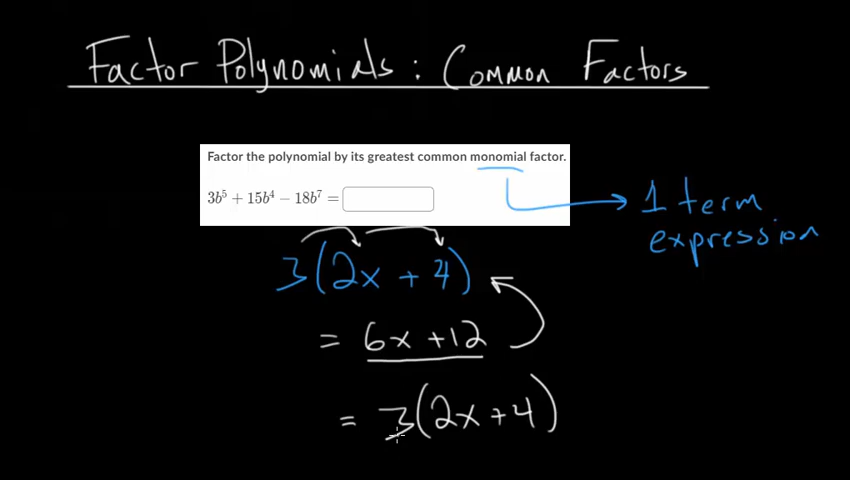 Factor Polynomials : Common Factors
Factor the polynomial by its greatest common monomial factor.
3b⁵ + 15b⁴ − 18b⁷ =
1 term
expression
3(2x + 4)
= 6x +12
= 3(2x+4)